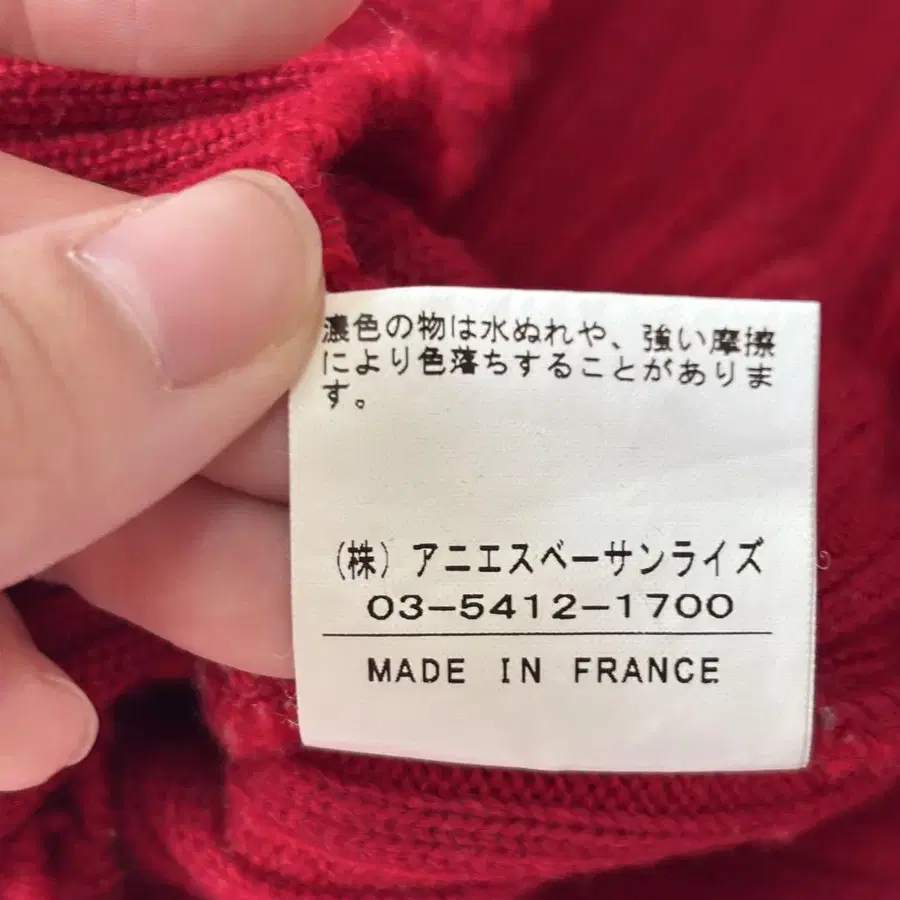 濃色の物は水ぬれや、強い摩擦
により色落ちすることがありま
す。
(株)アニエスベーサンライズ
03-5412-1700
MADE IN FRANCE